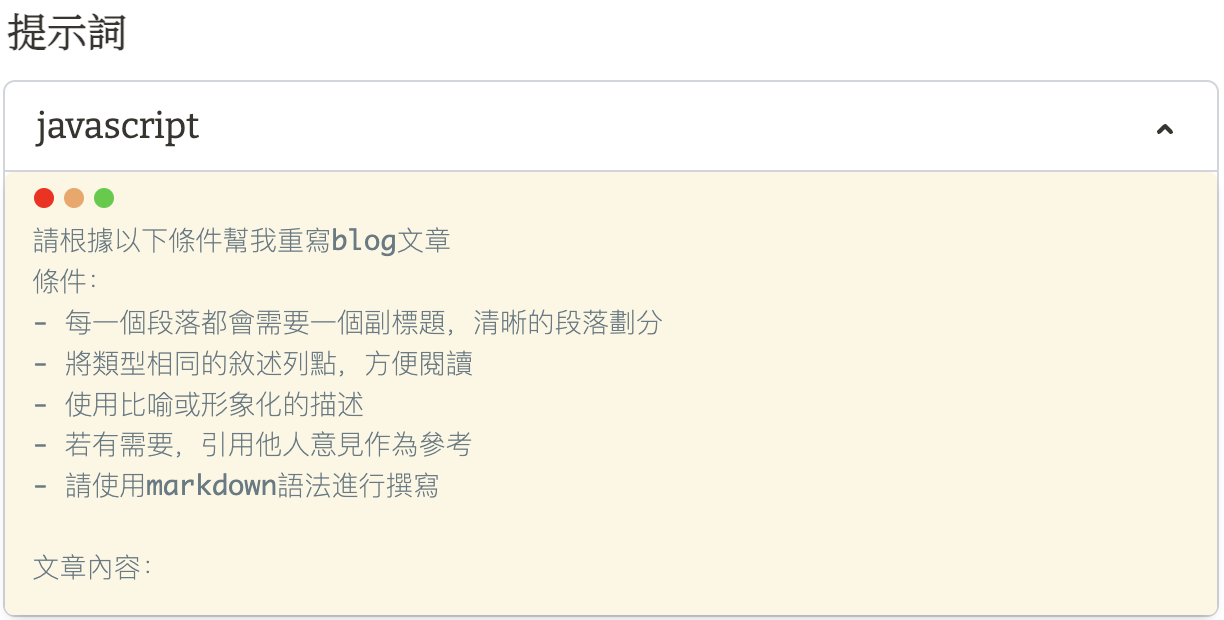 提示詞
javascript
請根據以下條件幫我重寫blog文章
條件：
- 每一個段落都會需要一個副標題，清晰的段落劃分
- 將類型相同的敘述列點，方便閱讀
- 使用比喻或形象化的描述
- 若有需要，引用他人意見作為參考
- 請使用markdown語法進行撰寫
文章內容：